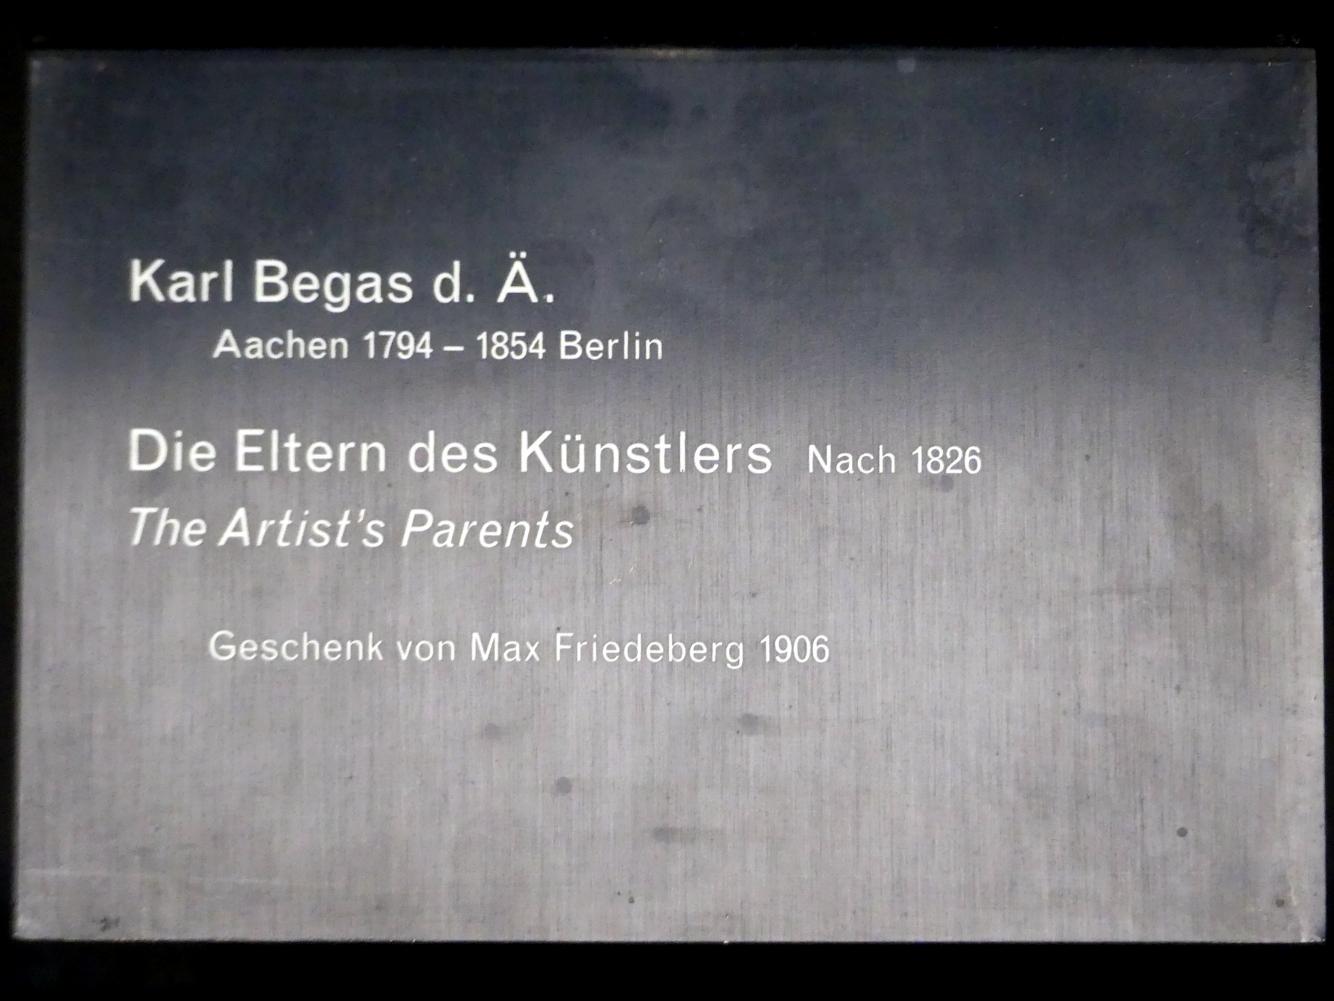 Karl Begas d. Ä.
Aachen 1794 – 1854 Berlin
Die Eltern des Künstlers Nach 1826
The Artist's Parents
Geschenk von Max Friedeberg 1906